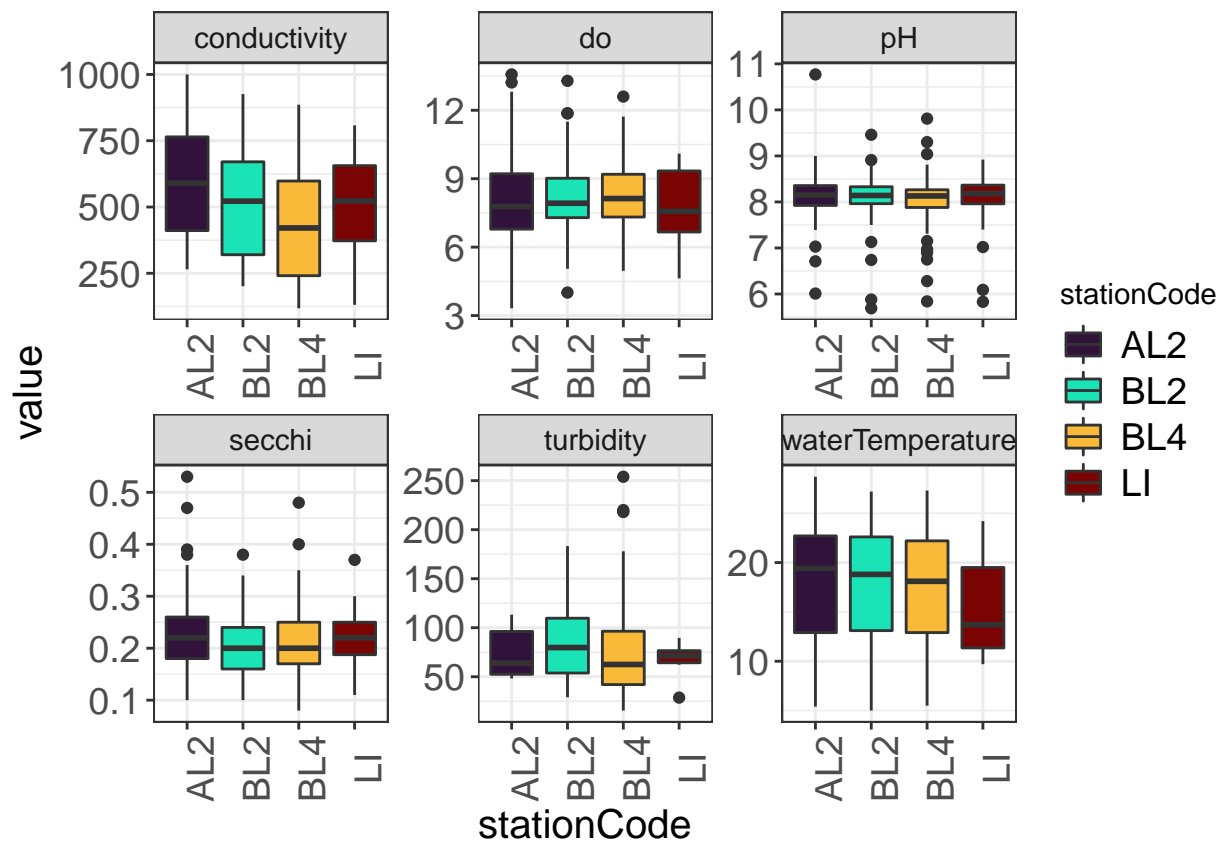 conductivity
do
pH
1000
750
500
250
12
9
6
3
11
10
9
8
7
6
AL2
BL2
BL4
LI
AL2
BL2
BL4
LI
AL2
BL2
BL4
LI
value
secchi
turbidity
waterTemperature
0.5
0.4
0.3
0.2
0.1
250
200
150
100
50
20
10
AL2
BL2
BL4
LI
AL2
BL2
BL4
LI
AL2
BL2
BL4
LI
stationCode
stationCode
AL2
BL2
BL4
LI